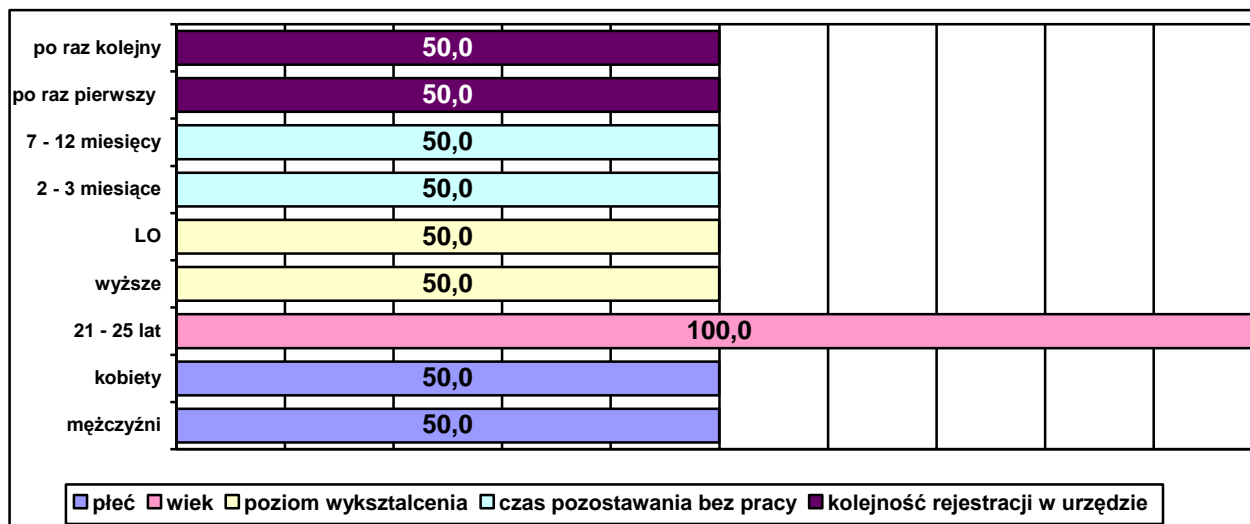 po raz kolejny 50,0
po raz pierwszy 50,0
7 - 12 miesięcy 50,0
2 - 3 miesiące 50,0
LO 50,0
wyższe 50,0
21 - 25 lat 100,0
kobiety 50,0
mężczyźni 50,0
płeć wiek poziom wyksztalcenia czas pozostawania bez pracy kolejność rejestracji w urzędzie